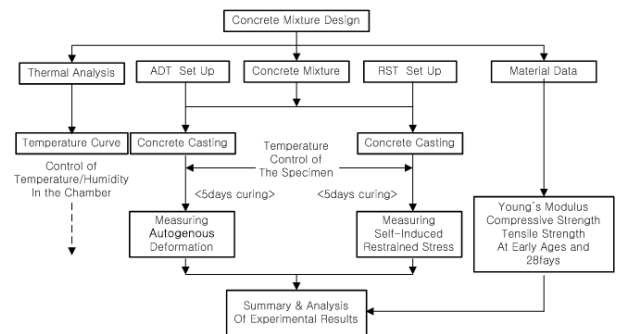 Concrete Mixture Design
Thermal Analysis
ADT Set Up
Concrete Mixture
RST Set Up
Material Data
Temperature Curve
Concrete Casting
Temperature
Control of
The Specimen
Concrete Casting
Control of
Temperature/Humidity
In the Chamber
<5days curing>
<5days curing>
Measuring
Autogenous
Deformation
Measuring
Self-Induced
Restrained Stress
Young's Modulus
Compressive Strength
Tensile Strength
At Early Ages and
28fays
Summary & Analysis
Of Experimental Results